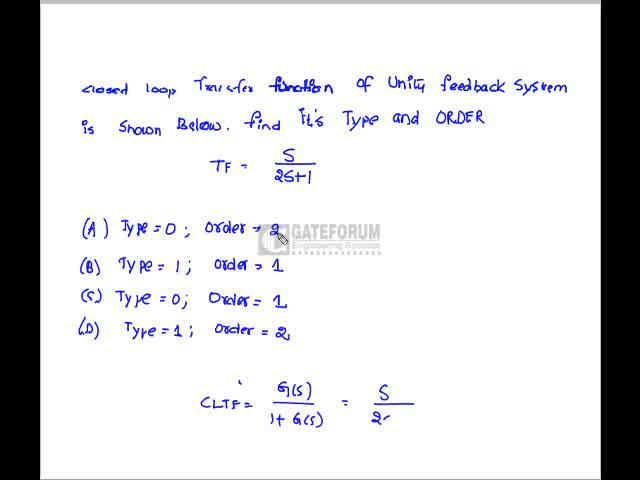 closed loop Transfer function of Unity feedback System
is Shown Below. find It's Type and ORDER
TF = S / 2S+1
(A) Type = 0; Order = 2
(B) Type = 1; Order = 1
(C) Type = 0; Order = 1
(D) Type = 1; Order = 2
GATEFORUM
Engineering Success
CLTF = G(s) / 1+ G(s) = S / 2